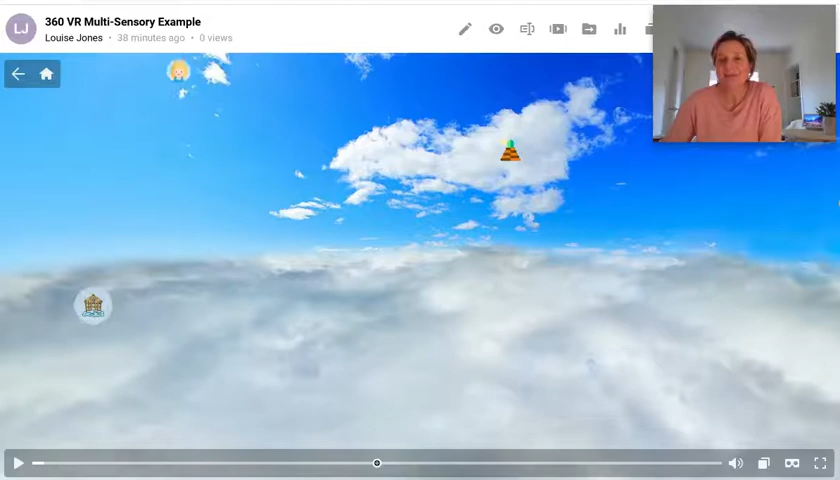 LJ
360 VR Multi-Sensory Example
Louise Jones • 38 minutes ago • 0 views